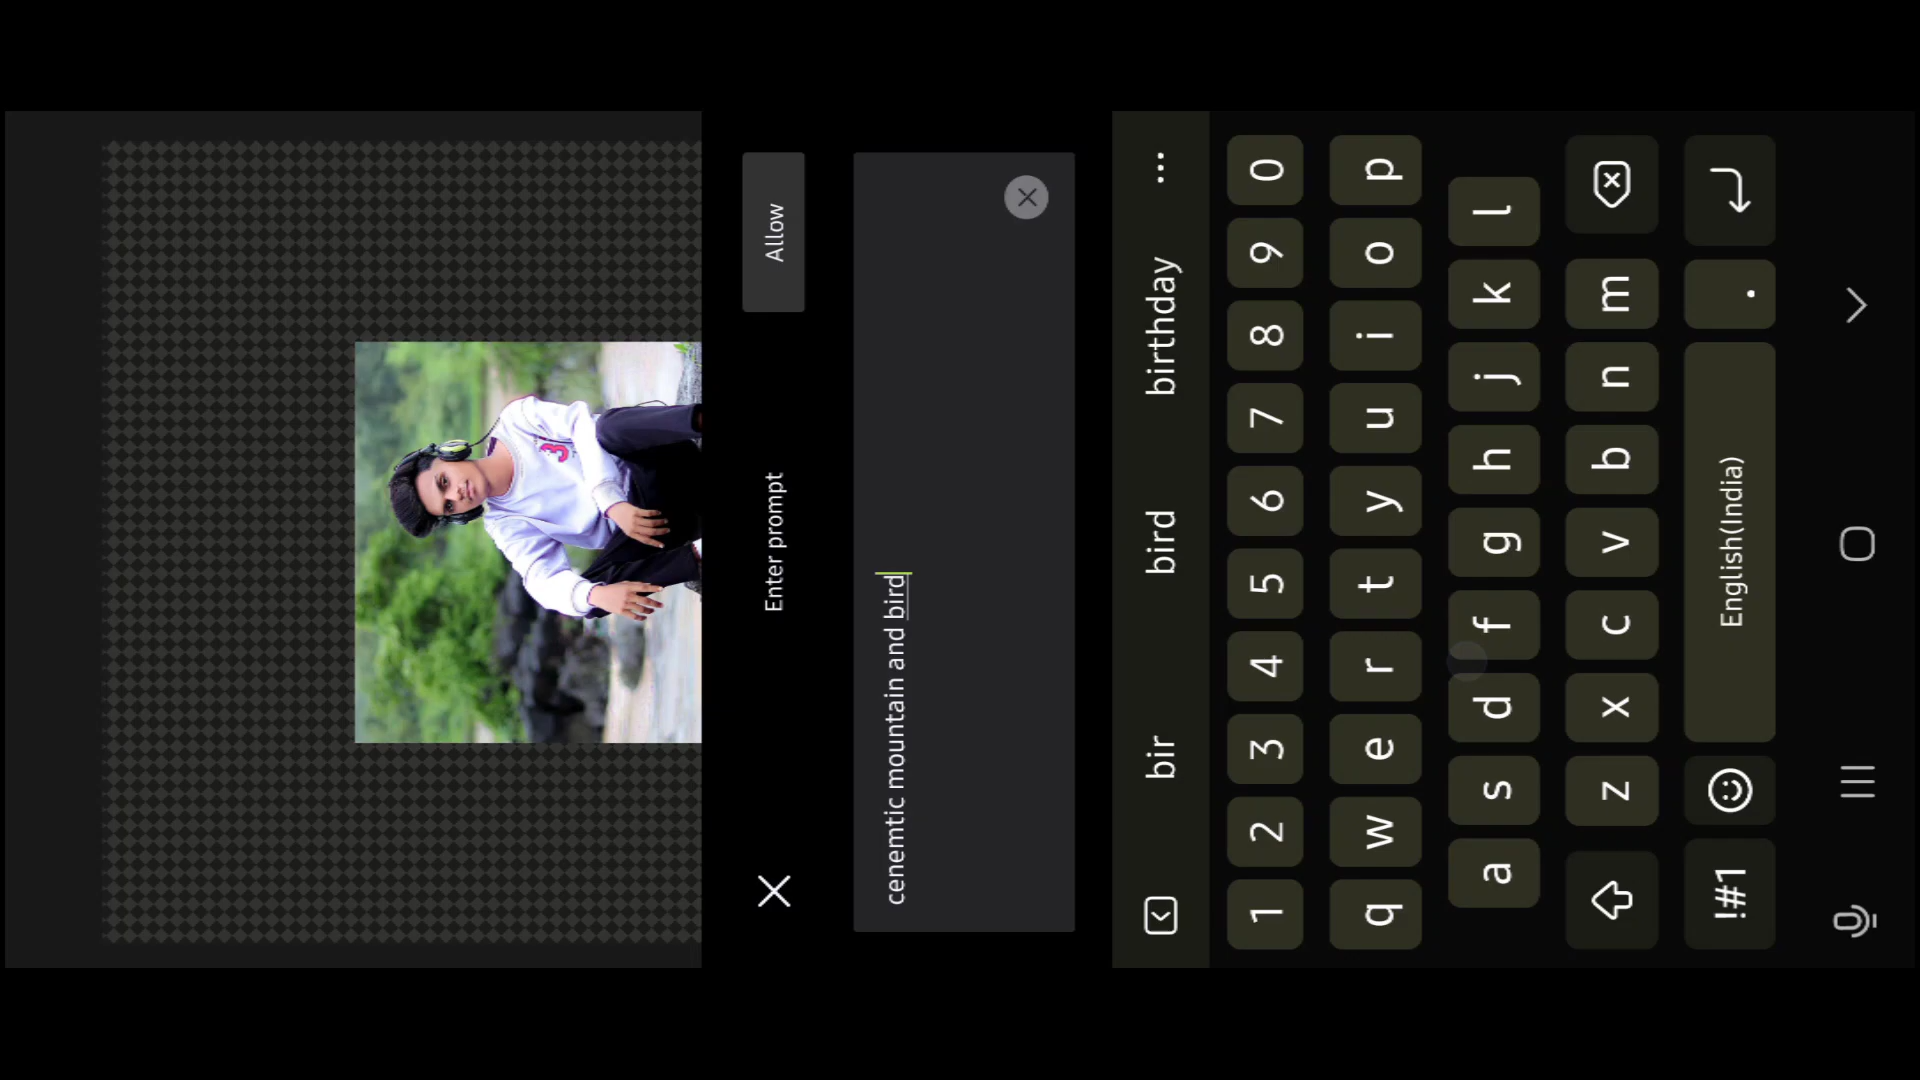 Enter prompt
Allow
cenemtic mountain and bird
bir bird birthday ...
1 2 3 4 5 6 7 8 9 0
q w e r t y u i o p
a s d f g h j k l
z x c v b n m
!#1 English(India) .
3